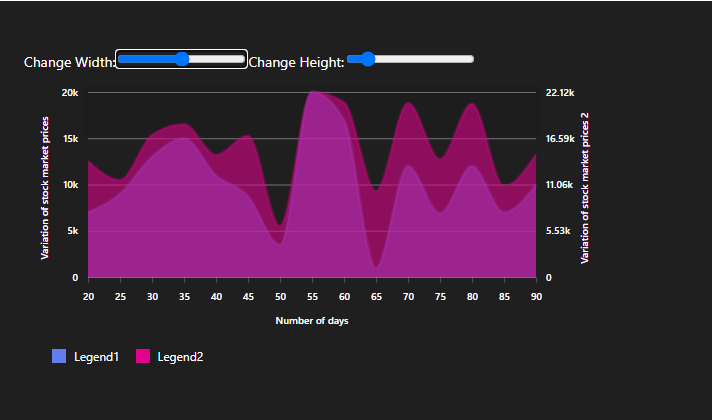 Change Width: Change Height:
20k 22.12k
15k 16.59k
10k 11.06k
5k 5.53k
0 0
Variation of stock market prices
Variation of stock market prices 2
20 25 30 35 40 45 50 55 60 65 70 75 80 85 90
Number of days
Legend1 Legend2